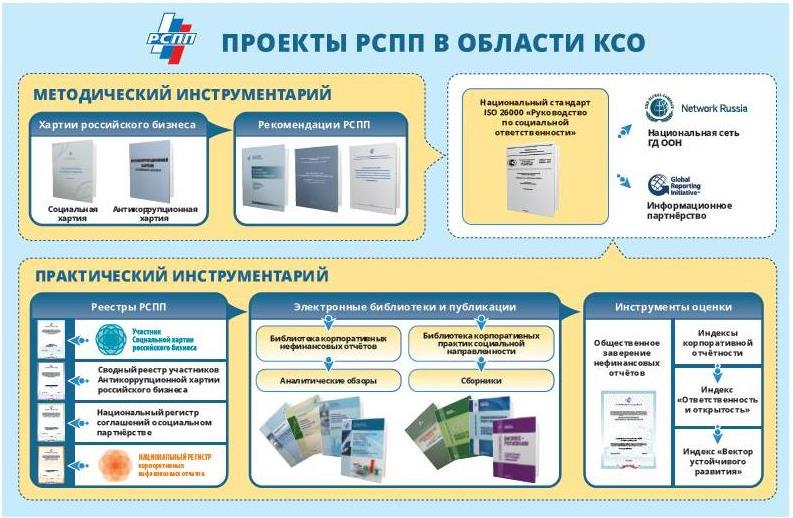 РСПП
ПРОЕКТЫ РСПП В ОБЛАСТИ КСО
МЕТОДИЧЕСКИЙ ИНСТРУМЕНТАРИЙ
Хартии российского бизнеса
Социальная
хартия
АНТИКОРРУПЦИОННАЯ
ХАРТИЯ
Антикоррупционная
хартия
Рекомендации РСПП
Национальный стандарт
ISO 26000 «Руководство
по социальной
ответственности»
Network Russia
Национальная сеть
ГД ООН
Global
Reporting
Initiative
Информационное
партнёрство
ПРАКТИЧЕСКИЙ ИНСТРУМЕНТАРИЙ
Реестры РСПП
Участник
Социальной хартии
российского бизнеса
Сводный реестр участников
Антикоррупционной хартии
российского бизнеса
Национальный регистр
соглашений о социальном
партнёрстве
НАЦИОНАЛЬНЫЙ РЕГИСТР
корпоративных
нефинансовых отчетов
Электронные библиотеки и публикации
Библиотека корпоративных
нефинансовых отчётов
Аналитические обзоры
Библиотека корпоративных
практик социальной
направленности
Сборники
Инструменты оценки
Общественное
заверение
нефинансовых
отчётов
Индексы
корпоративной
отчётности
Индекс
«Ответственность
и открытость»
Индекс «Вектор
устойчивого
развития»